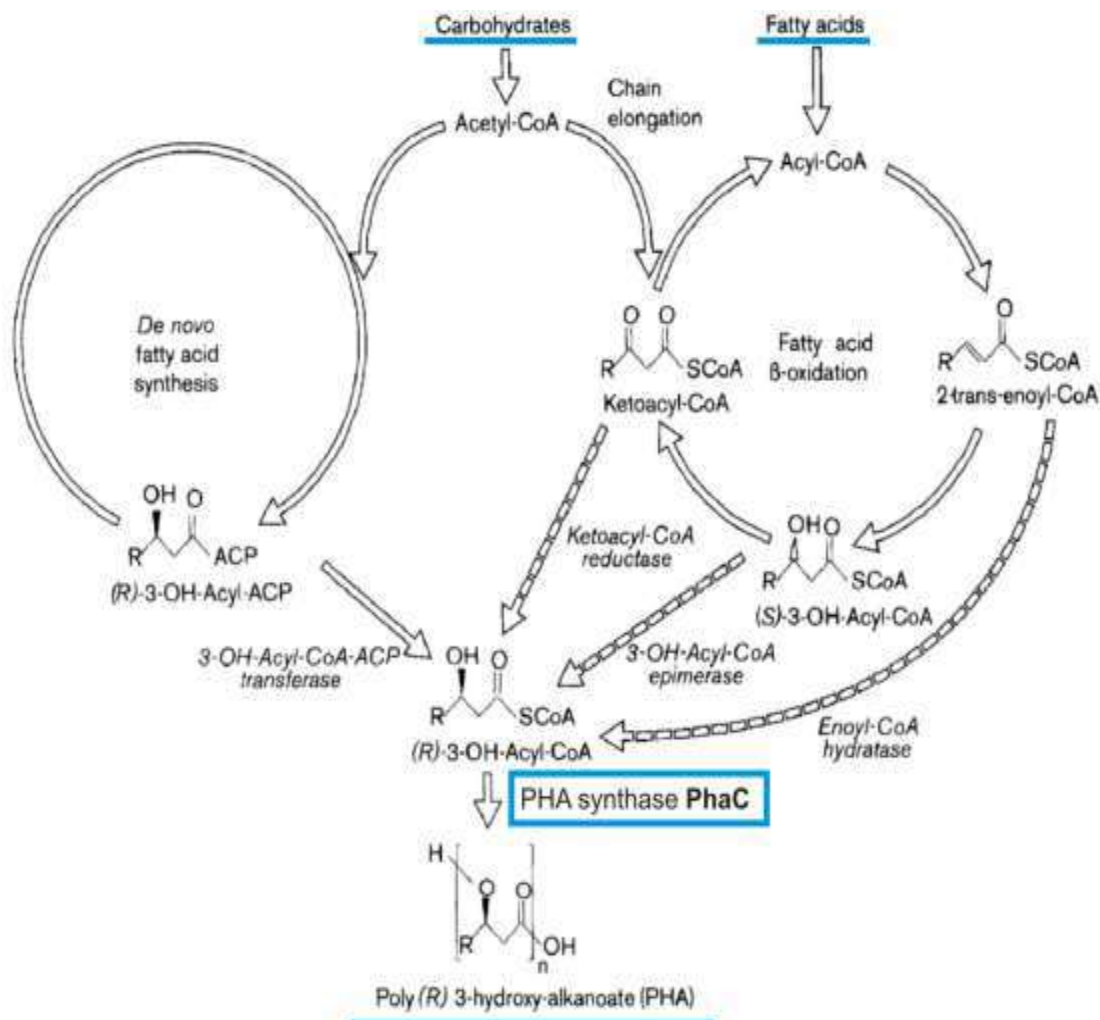 Carbohydrates
Fatty acids
Chain
elongation
Acetyl-CoA
Acyl-CoA
De novo
fatty acid
synthesis
O O
R SCoA
Ketoacyl-CoA
Fatty acid
β-oxidation
O
R SCoA
2-trans-enoyl-CoA
OH O
R ACP
(R)-3-OH-Acyl-ACP
Ketoacyl-CoA
reductase
OH O
R SCoA
(S)-3-OH-Acyl-CoA
3-OH-Acyl-CoA-ACP
transferase
3-OH-Acyl-CoA
epimerase
OH O
R SCoA
(R)-3-OH-Acyl-CoA
Enoyl-CoA
hydratase
PHA synthase PhaC
H
O O
R OH
n
Poly (R) 3-hydroxy-alkanoate (PHA)